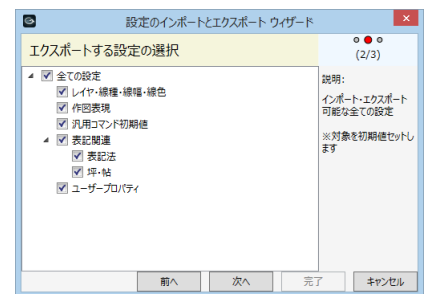 設定のインポートとエクスポート ウィザード
エクスポートする設定の選択
(2/3)
全ての設定
レイヤ・線種・線幅・線色
作図表現
汎用コマンド初期値
表記関連
表記法
坪・帖
ユーザープロパティ
説明:
インポート・エクスポート
可能な全ての設定
※対象を初期値セットし
ます
前へ
次へ
完了
キャンセル